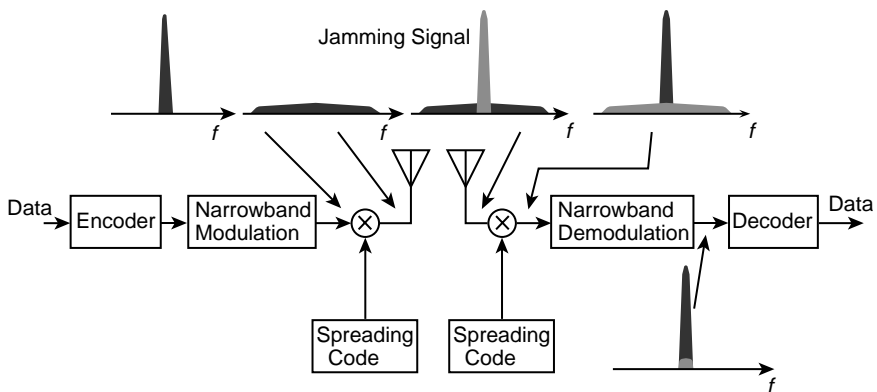 Jamming Signal
f
f
f
f
Data
Encoder
Narrowband
Modulation
×
×
Narrowband
Demodulation
Decoder
Data
Spreading
Code
Spreading
Code
f